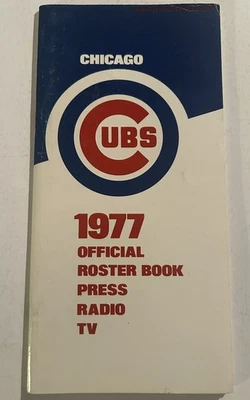 CHICAGO
CUBS
1977
OFFICIAL
ROSTER BOOK
PRESS
RADIO
TV